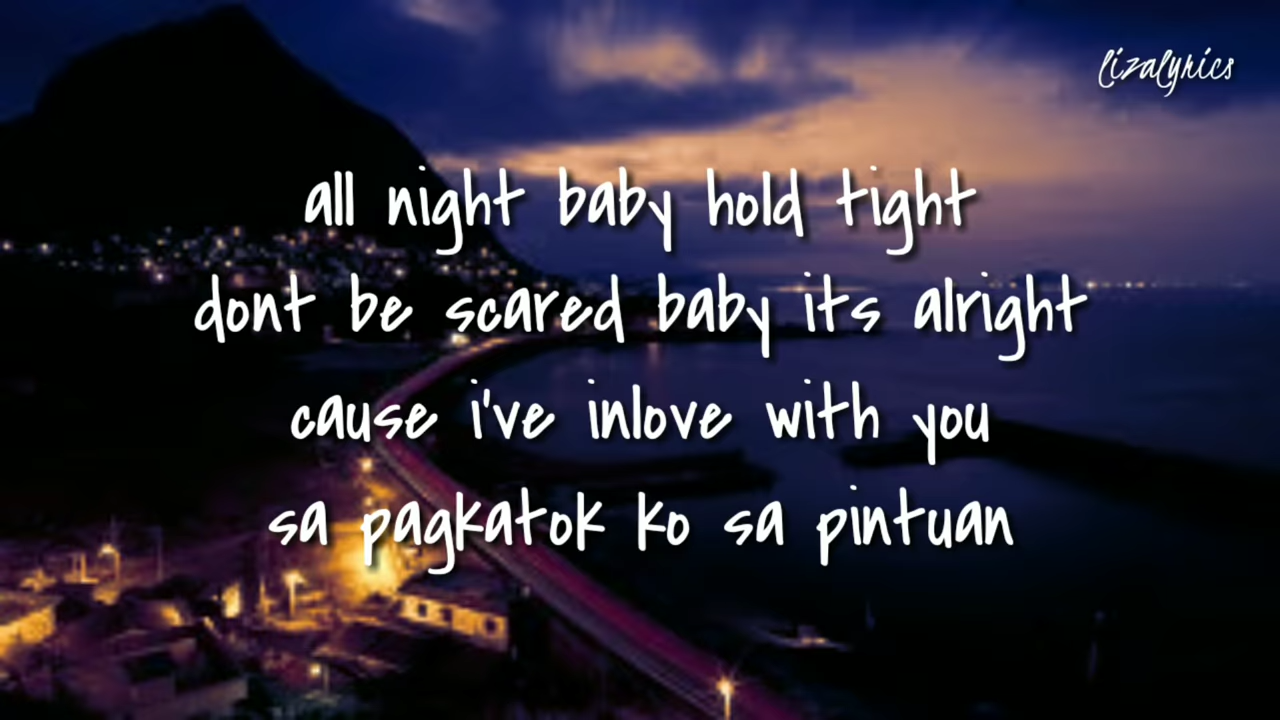 lizalyrics
all night baby hold tight
dont be scared baby its alright
cause i've inlove with you
sa pagkatok ko sa pintuan